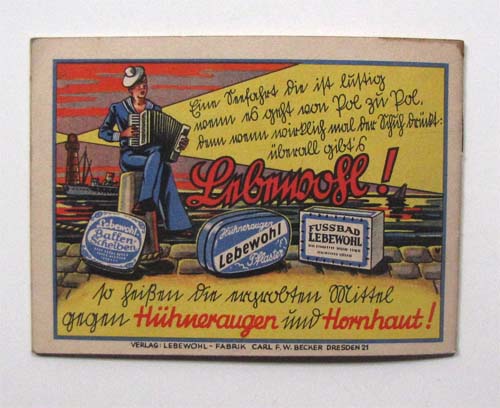 Eine Seefahrt die ist lustig
wenn es geht von Pol zu Pol,
denn wenn wirklich mal der Schuh drückt:
überall gibt's
Lebewohl!
Lebewohl
Ballen-
scheiben
Hühneraugen
Lebewohl
Pflaster
FUSSBAD
LEBEWOHL
so heißen die erprobten Mittel
gegen Hühneraugen und Hornhaut!
VERLAG: LEBEWOHL - FABRIK CARL F. W. BECKER DRESDEN 21